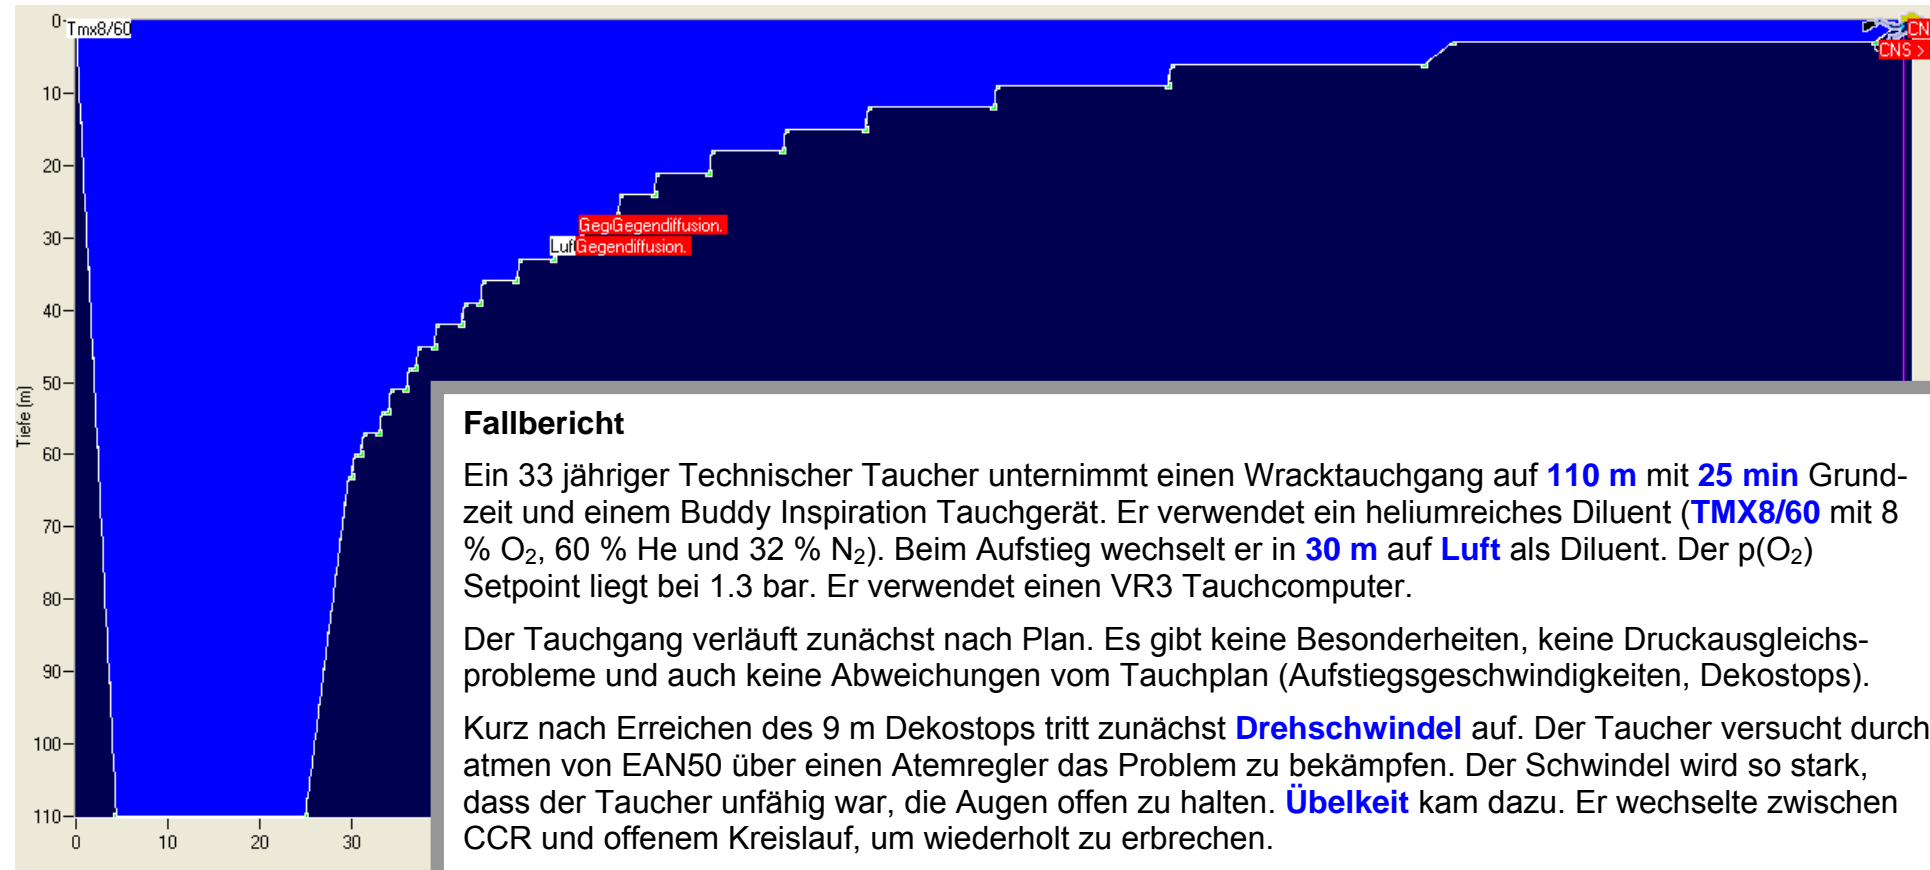 0
Tmx8/60
CN
CNS >
10
20
Geg Gegendiffusion.
30
Luft Gegendiffusion.
40
50
Tiefe (m)
60
70
80
90
100
110
0 10 20 30
Fallbericht
Ein 33 jähriger Technischer Taucher unternimmt einen Wracktauchgang auf 110 m mit 25 min Grund-
zeit und einem Buddy Inspiration Tauchgerät. Er verwendet ein heliumreiches Diluent (TMX8/60 mit 8
% O₂, 60 % He und 32 % N₂). Beim Aufstieg wechselt er in 30 m auf Luft als Diluent. Der p(O₂)
Setpoint liegt bei 1.3 bar. Er verwendet einen VR3 Tauchcomputer.
Der Tauchgang verläuft zunächst nach Plan. Es gibt keine Besonderheiten, keine Druckausgleichs-
probleme und auch keine Abweichungen vom Tauchplan (Aufstiegsgeschwindigkeiten, Dekostops).
Kurz nach Erreichen des 9 m Dekostops tritt zunächst Drehschwindel auf. Der Taucher versucht durch
atmen von EAN50 über einen Atemregler das Problem zu bekämpfen. Der Schwindel wird so stark,
dass der Taucher unfähig war, die Augen offen zu halten. Übelkeit kam dazu. Er wechselte zwischen
CCR und offenem Kreislauf, um wiederholt zu erbrechen.